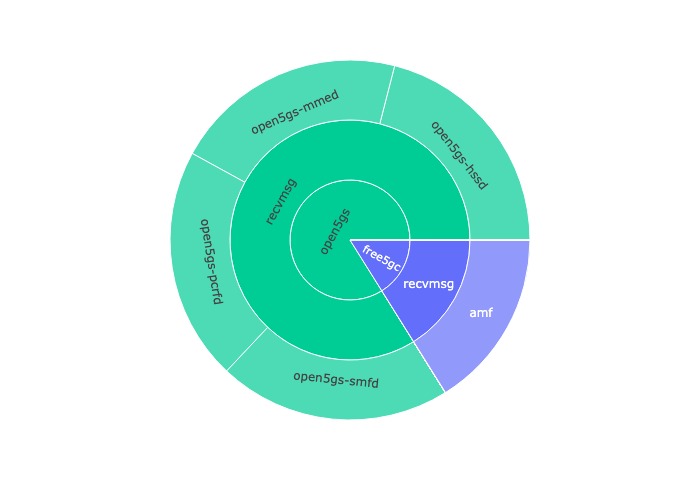 open5gs-mmed
open5gs-hssd
recvmsg
open5gs
open5gs-pcrfd
free5gc
recvmsg
amf
open5gs-smfd